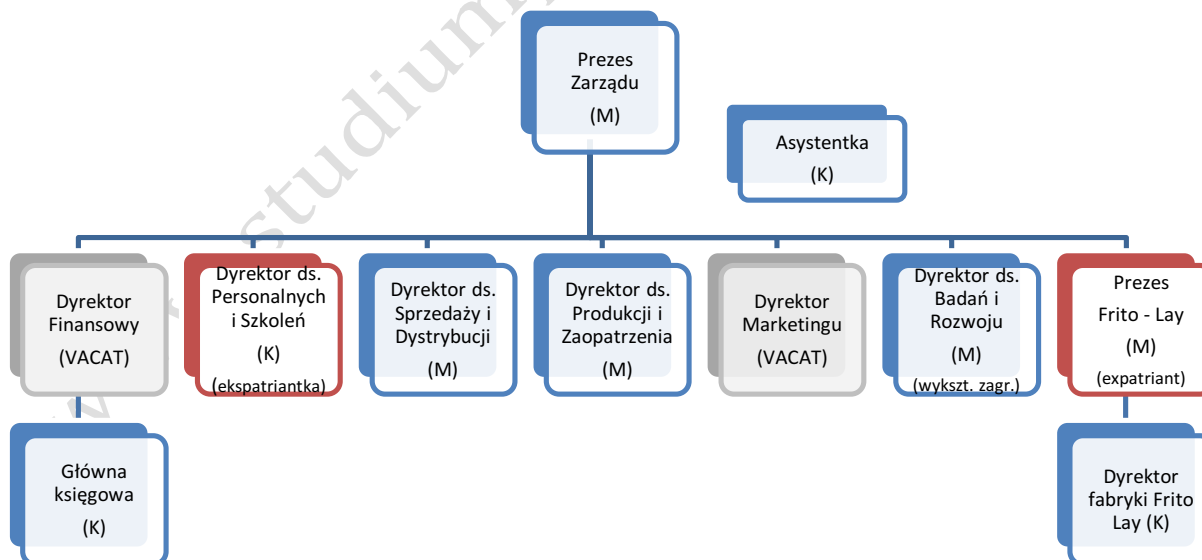 Prezes
Zarządu
(M)
Asystentka
(K)
Dyrektor
Finansowy
(VACAT)
Dyrektor ds.
Personalnych
i Szkoleń
(K)
(ekspatriantka)
Dyrektor ds.
Sprzedaży i
Dystrybucji
(M)
Dyrektor ds.
Produkcji i
Zaopatrzenia
(M)
Dyrektor
Marketingu
(VACAT)
Dyrektor ds.
Badań i
Rozwoju
(M)
(wykszt. zagr.)
Prezes
Frito - Lay
(M)
(expatriant)
Główna
księgowa
(K)
Dyrektor
fabryki Frito
Lay (K)
studium